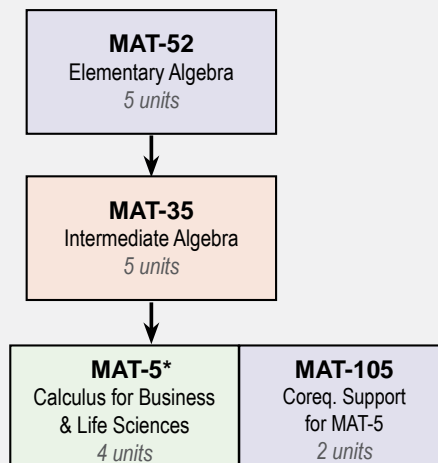 MAT-52
Elementary Algebra
5 units
MAT-35
Intermediate Algebra
5 units
MAT-5*
Calculus for Business
& Life Sciences
4 units
MAT-105
Coreq. Support
for MAT-5
2 units